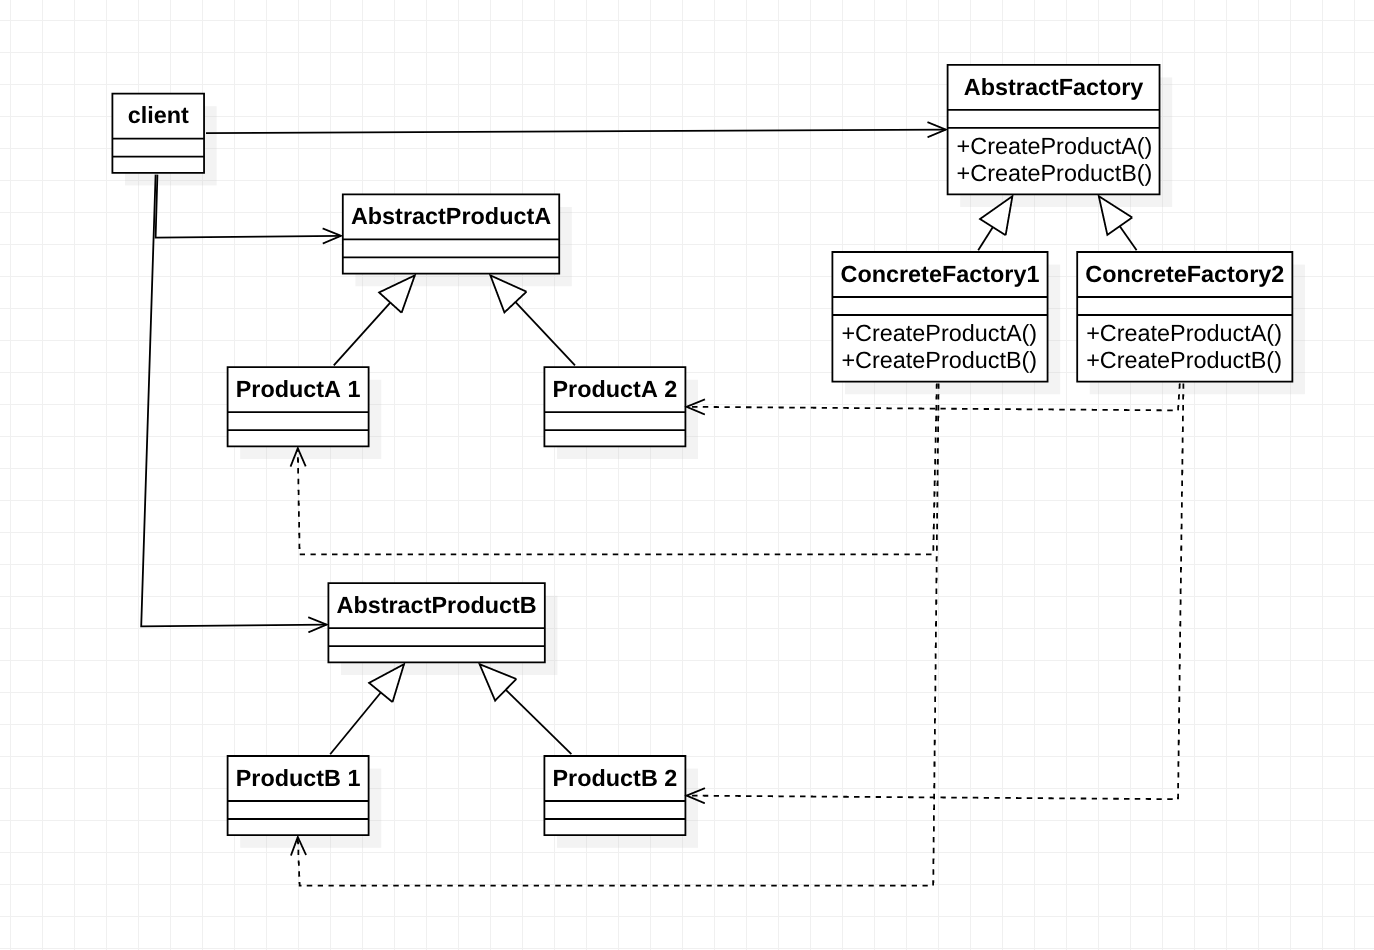 client
AbstractFactory
+CreateProductA()
+CreateProductB()
AbstractProductA
ConcreteFactory1
+CreateProductA()
+CreateProductB()
ConcreteFactory2
+CreateProductA()
+CreateProductB()
ProductA 1
ProductA 2
AbstractProductB
ProductB 1
ProductB 2